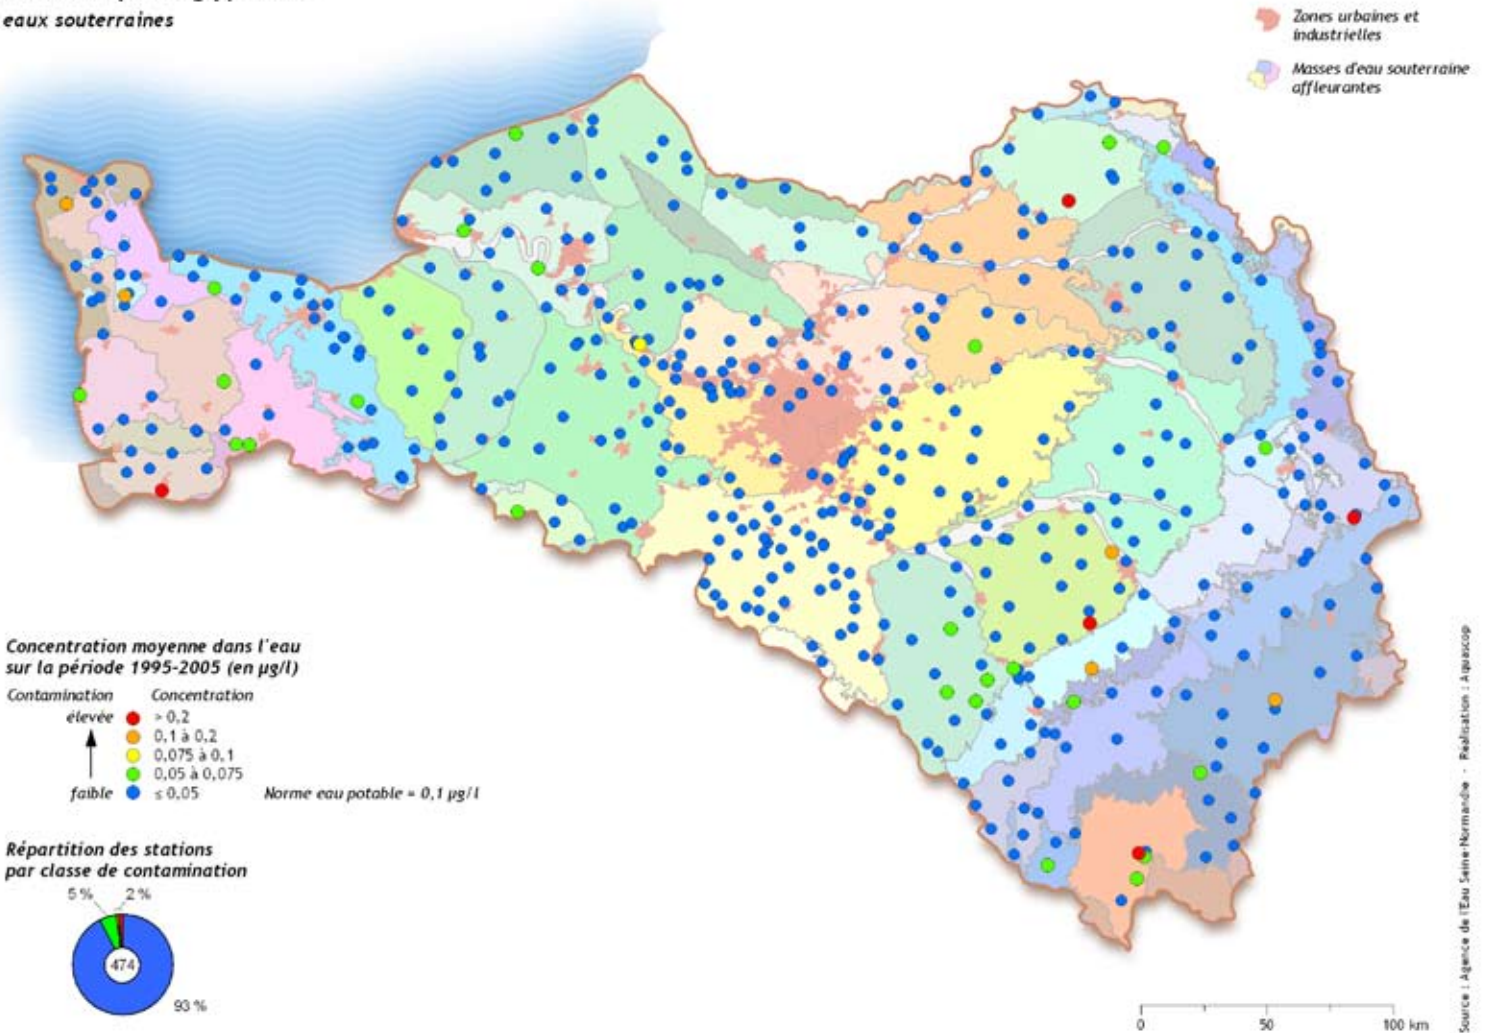 eaux souterraines
Zones urbaines et
industrielles
Masses d'eau souterraine
affleurantes
Concentration moyenne dans l'eau
sur la période 1995-2005 (en µg/l)
Contamination Concentration
élevée > 0,2
0,1 à 0,2
0,075 à 0,1
0,05 à 0,075
faible ≤ 0,05 Norme eau potable = 0,1 µg/l
Répartition des stations
par classe de contamination
5 % 2 %
474
93 %
0 50 100 km
Source : Agence de l'Eau Seine-Normandie - Réalisation : Aquascop